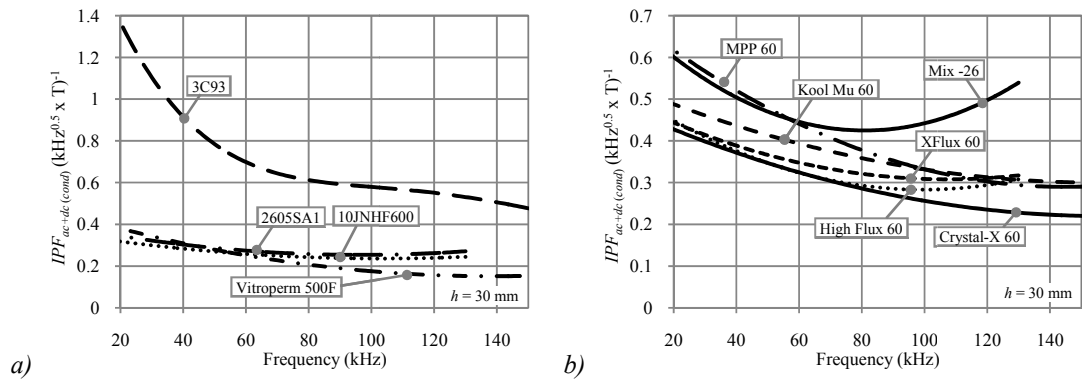 1.4
1.2
1
0.8
0.6
0.4
0.2
0
IPFac+dc (cond) (kHz0.5 x T)-1
3C93
2605SA1
10JNHF600
Vitroperm 500F
h = 30 mm
20 40 60 80 100 120 140
Frequency (kHz)
a)
0.7
0.6
0.5
0.4
0.3
0.2
0.1
0
IPFac+dc (cond) (kHz0.5 x T)-1
MPP 60
Mix -26
Kool Mu 60
XFlux 60
High Flux 60
Crystal-X 60
h = 30 mm
20 40 60 80 100 120 140
Frequency (kHz)
b)